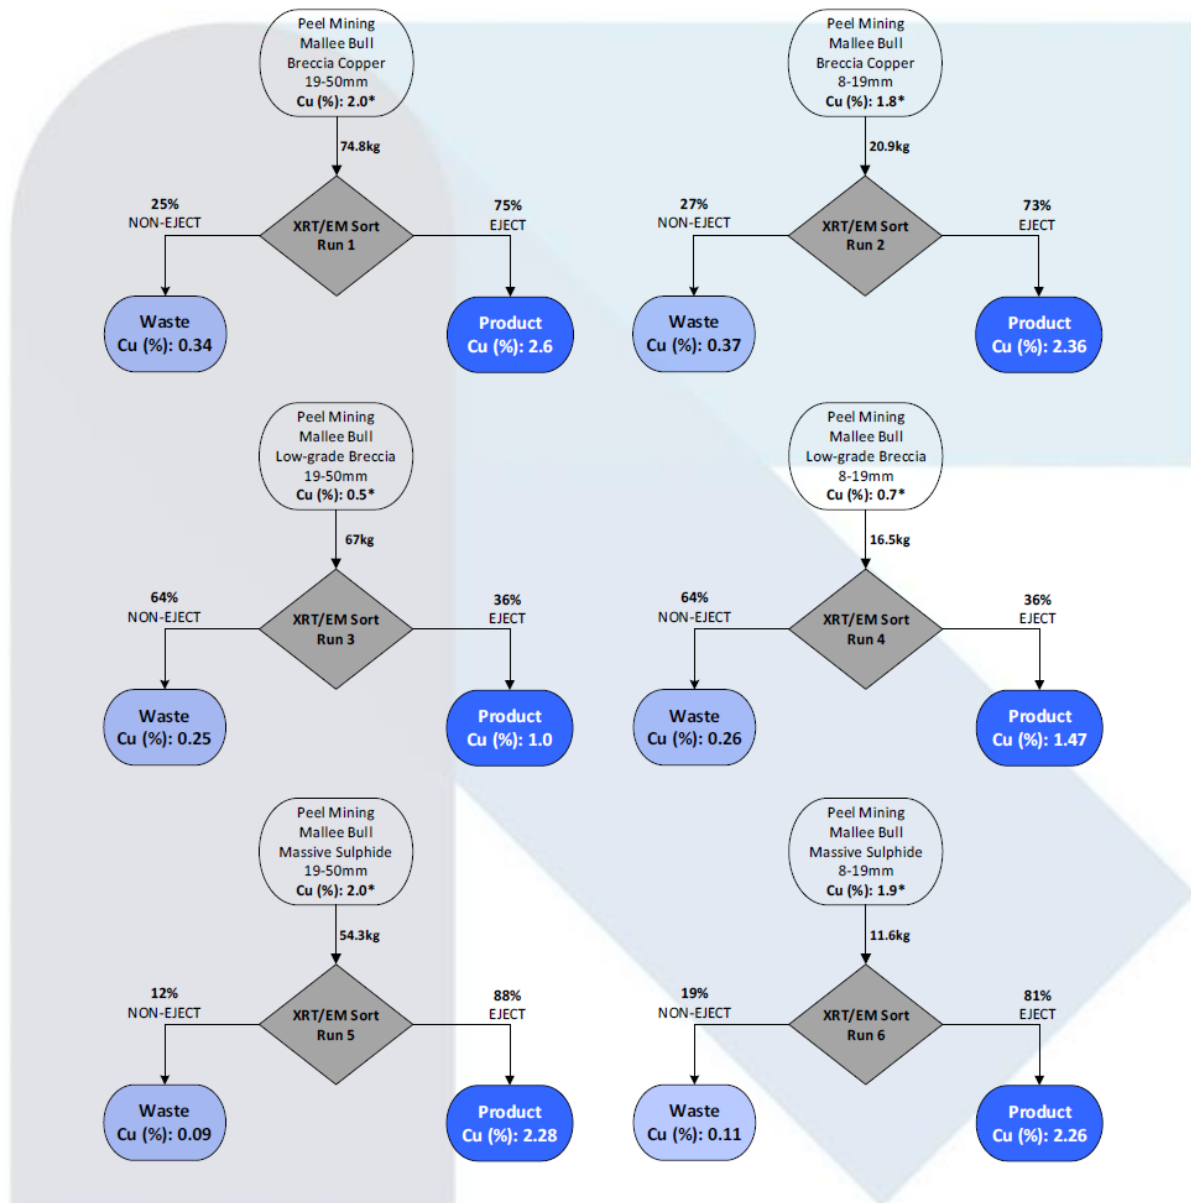 Peel Mining
Mallee Bull
Breccia Copper
19-50mm
Cu (%): 2.0*
74.8kg
25%
NON-EJECT
XRT/EM Sort
Run 1
75%
EJECT
Waste
Cu (%): 0.34
Product
Cu (%): 2.6
Peel Mining
Mallee Bull
Breccia Copper
8-19mm
Cu (%): 1.8*
20.9kg
27%
NON-EJECT
XRT/EM Sort
Run 2
73%
EJECT
Waste
Cu (%): 0.37
Product
Cu (%): 2.36
Peel Mining
Mallee Bull
Low-grade Breccia
19-50mm
Cu (%): 0.5*
67kg
64%
NON-EJECT
XRT/EM Sort
Run 3
36%
EJECT
Waste
Cu (%): 0.25
Product
Cu (%): 1.0
Peel Mining
Mallee Bull
Low-grade Breccia
8-19mm
Cu (%): 0.7*
16.5kg
64%
NON-EJECT
XRT/EM Sort
Run 4
36%
EJECT
Waste
Cu (%): 0.26
Product
Cu (%): 1.47
Peel Mining
Mallee Bull
Massive Sulphide
19-50mm
Cu (%): 2.0*
54.3kg
12%
NON-EJECT
XRT/EM Sort
Run 5
88%
EJECT
Waste
Cu (%): 0.09
Product
Cu (%): 2.28
Peel Mining
Mallee Bull
Massive Sulphide
8-19mm
Cu (%): 1.9*
11.6kg
19%
NON-EJECT
XRT/EM Sort
Run 6
81%
EJECT
Waste
Cu (%): 0.11
Product
Cu (%): 2.26